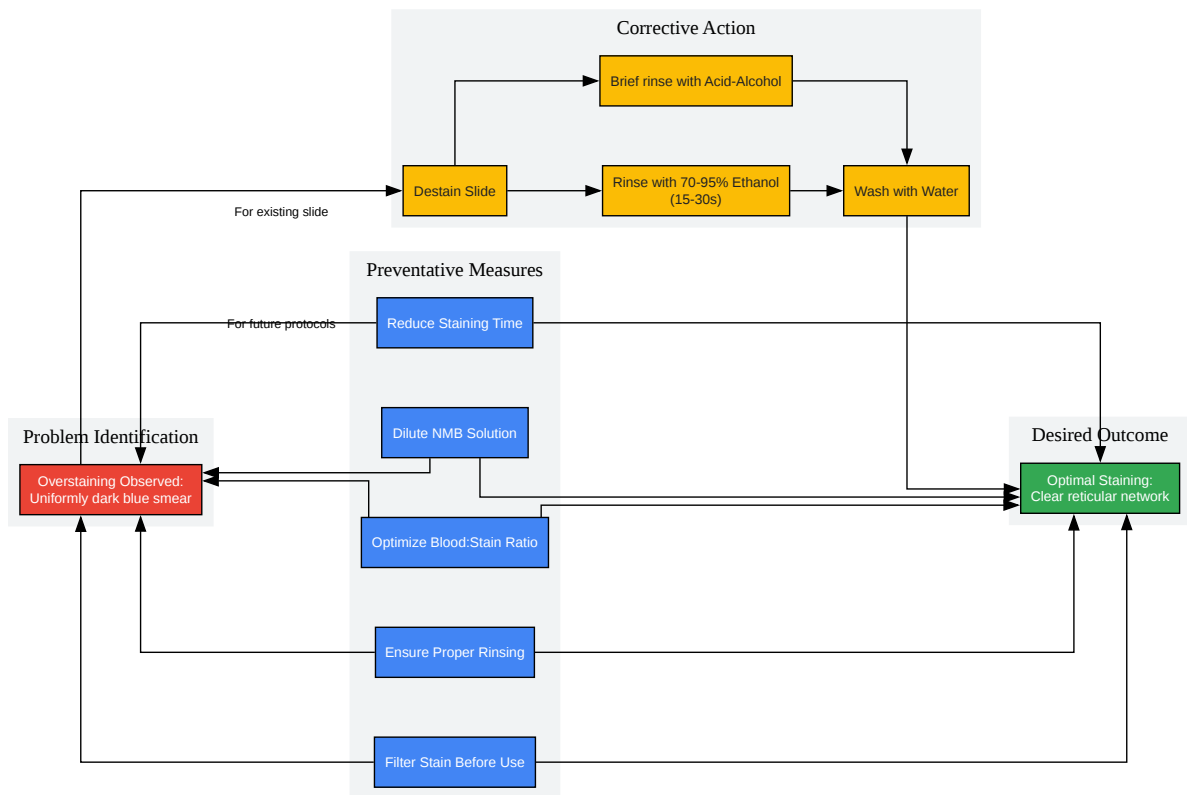 Corrective Action
Brief rinse with Acid-Alcohol
Destain Slide
Rinse with 70-95% Ethanol
(15-30s)
Wash with Water
For existing slide
Preventative Measures
Reduce Staining Time
For future protocols
Dilute NMB Solution
Problem Identification
Overstaining Observed:
Uniformly dark blue smear
Desired Outcome
Optimal Staining:
Clear reticular network
Optimize Blood:Stain Ratio
Ensure Proper Rinsing
Filter Stain Before Use